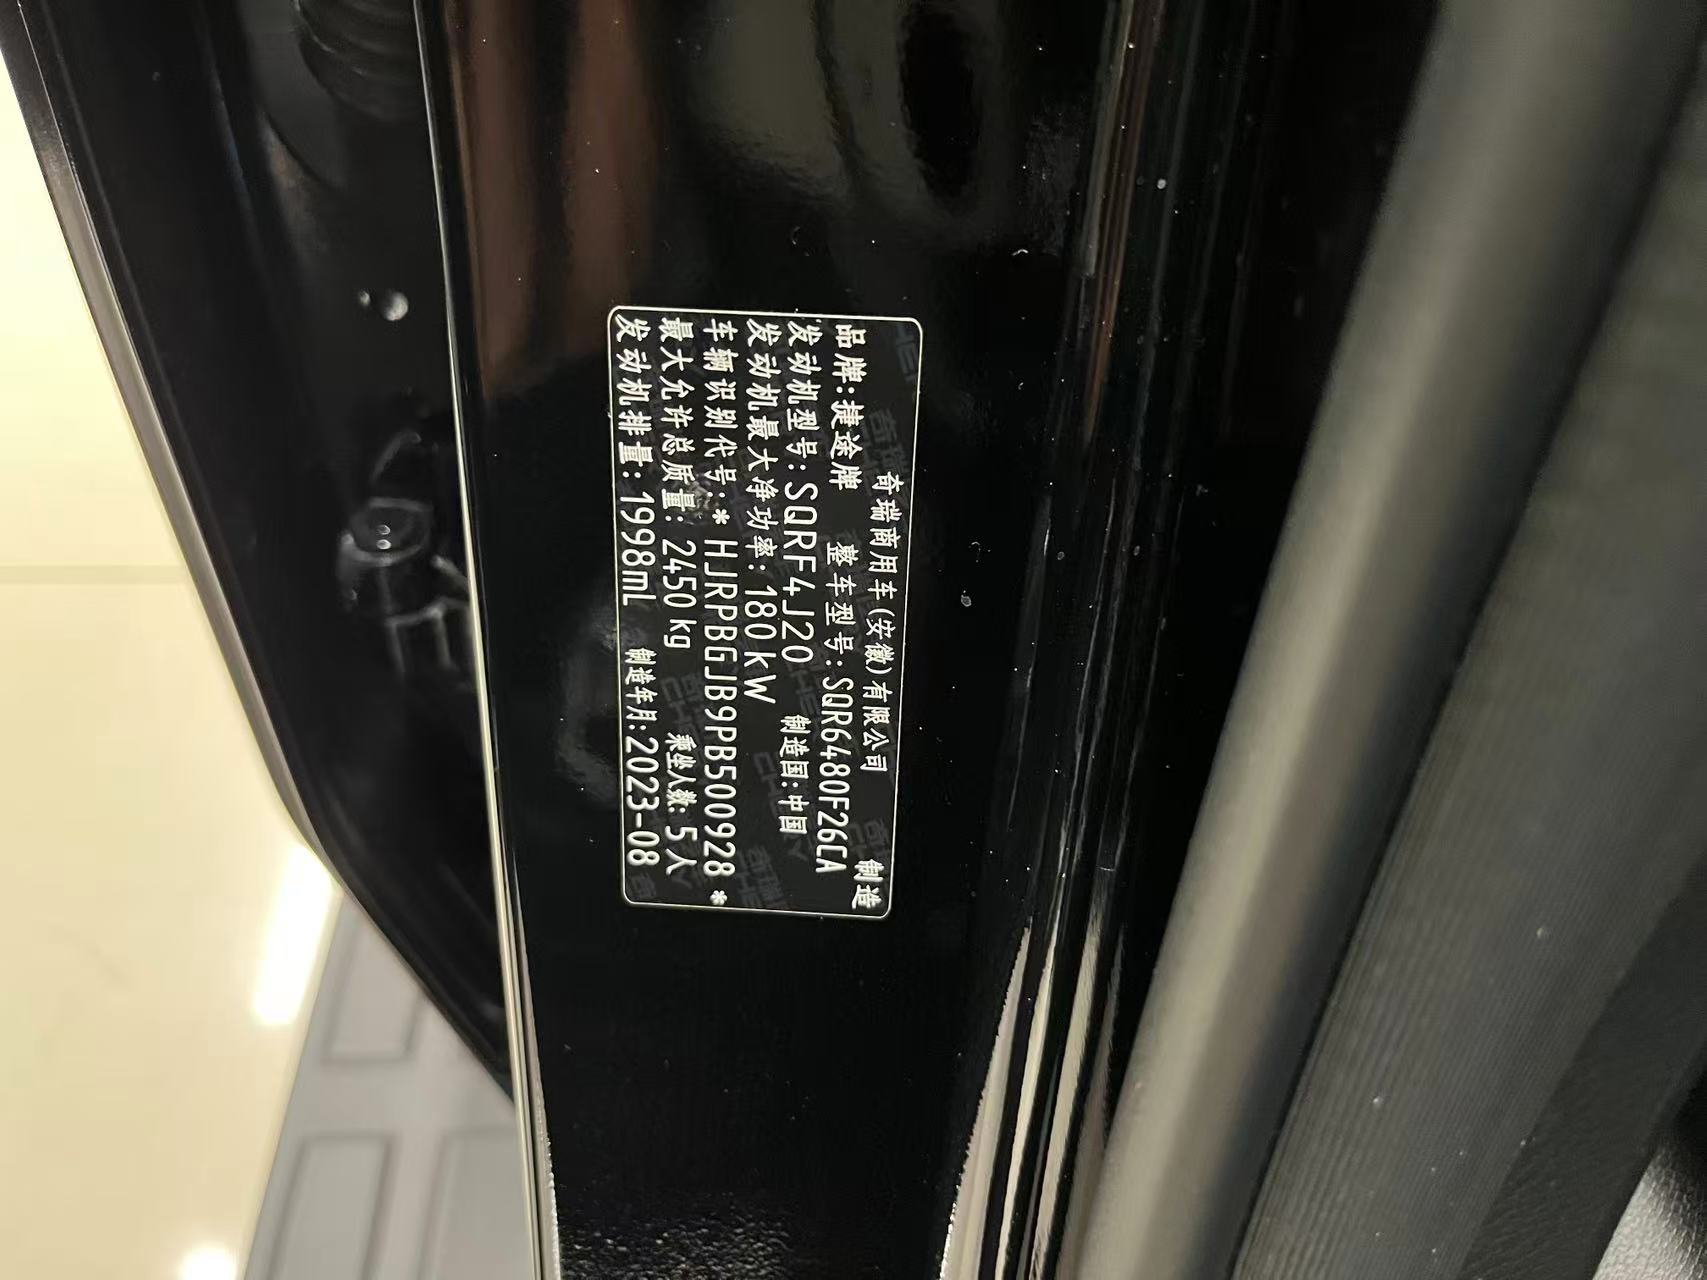 奇瑞商用车(安徽)有限公司 制造
品牌:捷途牌 整车型号:SQR6480F26CA
发动机型号:SQRF4J20 制造国:中国
发动机最大净功率:180kW
车辆识别代号:*HJRPBGJB9PB500928*
最大允许总质量:2450kg 乘坐人数:5人
发动机排量:1998mL 制造年月:2023-08